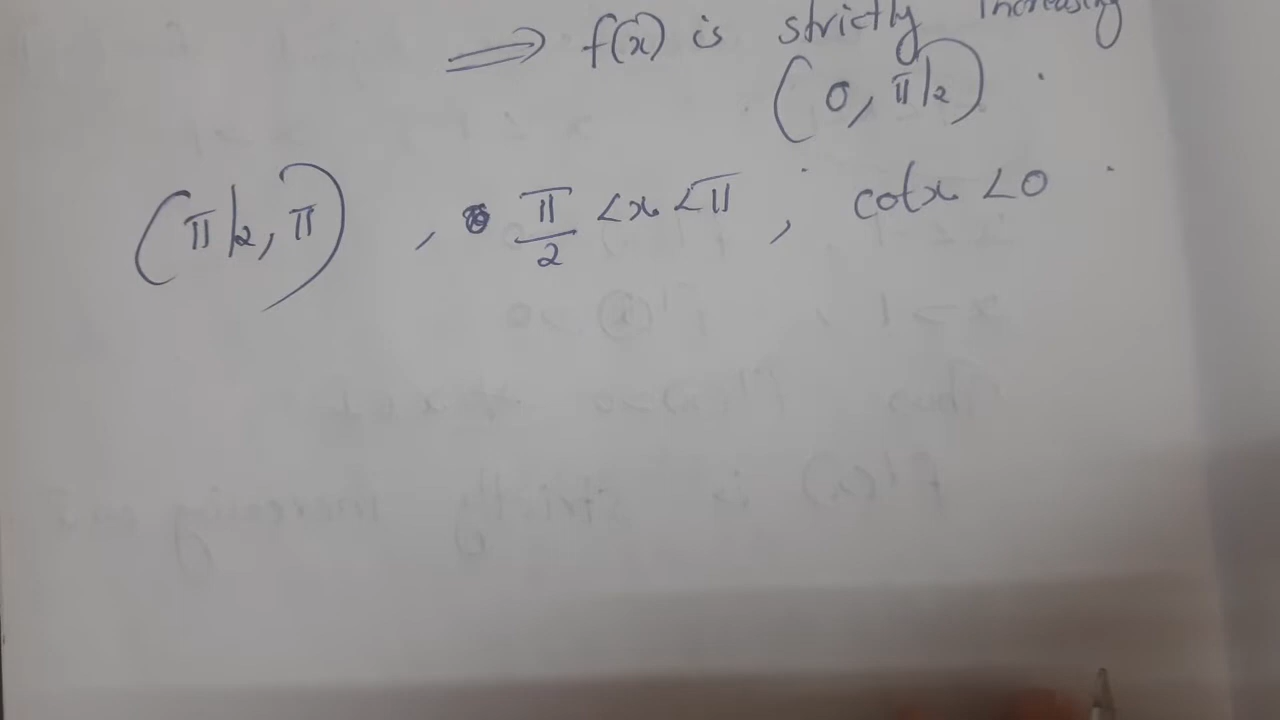 ⟹ f(x) is strictly increasing
(0, π/2) .
(π/2, π) , π/2 < x < π ; cot x < 0 .